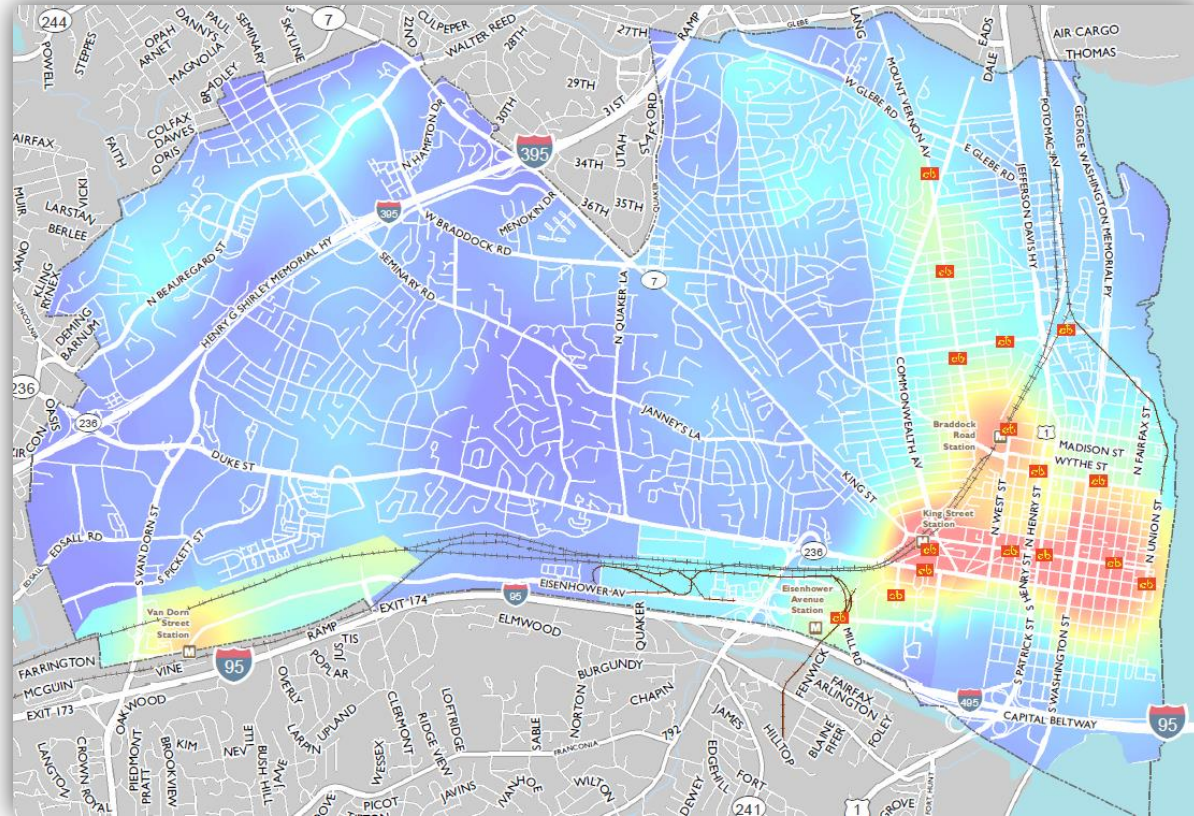 244
7
POWELL
STEPPES
OPAH
DANNYS
ARNET
MAGNOLIA
PAUL
SEMINARY
SKYLINE
22ND
CULPEPER
WALTER REED
28TH
27TH
RAMP
GLEBE
LANG
DALE
EADS
AIR CARGO
THOMAS
29TH
31ST
30TH
395
UTAH
STAFFORD
34TH
35TH
36TH
QUAKER
W GLEBE RD
MOUNT VERNON AV
E GLEBE RD
JEFFERSON DAVIS HY
POTOMAC AV
GEORGE WASHINGTON MEMORIAL PY
COLFAX
DAWES
DORIS
FAITH
FAIRFAX
VICKI
MUIR
LARSTAN
BERLEE
SANO
KLING
RYNEX
LINCOLNIA
DEMING
BARNUM
N HAMPTON DR
395
MENOKIN DR
W BRADDOCK RD
SEMINARY RD
N BEAUREGARD ST
HENRY G SHIRLEY MEMORIAL HY
7
N QUAKER LA
236
OASIS
236
DUKE ST
JANNEY'S LA
COMMONWEALTH AV
KING ST
Braddock
Road
Station
M
1
MADISON ST
WYTHE ST
N FAIRFAX ST
N WEST ST
N HENRY ST
N UNION ST
King Street
Station
M
236
EDSALL RD
EDSALL
S VAN DORN ST
S PICKETT ST
Van Dorn
Street
Station
M
EISENHOWER AV
95
EXIT 174
RAMP
QUAKER
Eisenhower
Avenue
Station
M
MILL RD
S HENRY ST
S PATRICK ST
S WASHINGTON ST
FARRINGTON
MCGUIN
VINE
95
EXIT 173
OAKWOOD
OVERLY
POPLAR
JUSTIS
ELMWOOD
BURGUNDY
CHAPIN
NORTON
SABLE
FENWICK
FAIRFAX
ARLINGTON
FOLEY
495
CAPITAL BELTWAY
95
LANGTON
CROWN ROYAL
PIEDMONT
PRATT
BROOKVIEW
KIM
BUSH HILL
LARPIN
UPLAND
WESSEX
CLERMONT
RIDGE VIEW
LOFTRIDGE
FRANCONIA
792
JAMES
HILLTOP
BLAINE
PICOT
JAVINS
WILTON
DEWEY
EDGEHILL
FORT
241
1
GROVE
FORT HUNT